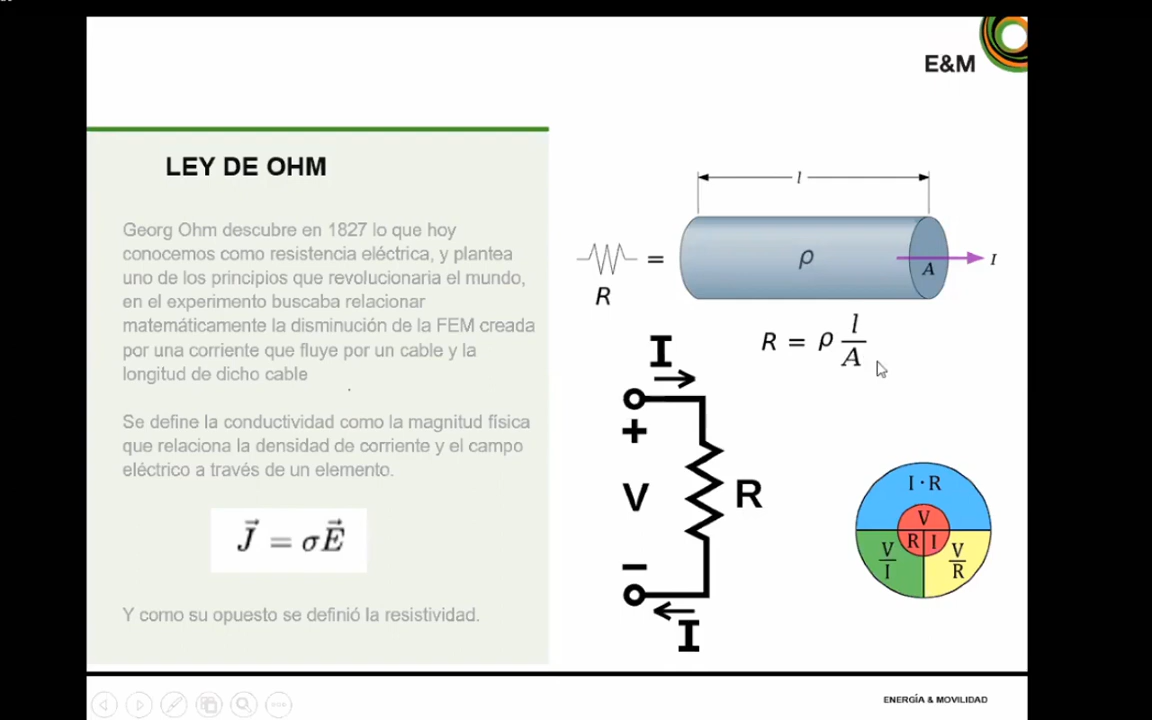 E&M
LEY DE OHM
Georg Ohm descubre en 1827 lo que hoy
conocemos como resistencia eléctrica, y plantea
uno de los principios que revolucionaria el mundo,
en el experimento buscaba relacionar
matemáticamente la disminución de la FEM creada
por una corriente que fluye por un cable y la
longitud de dicho cable
.
Se define la conductividad como la magnitud física
que relaciona la densidad de corriente y el campo
eléctrico a través de un elemento.
J⃗ = σE⃗
Y como su opuesto se definió la resistividad.
l
R
=
ρ
A
I
R = ρ l/A
I
+
V
R
−
I
I · R
V
R I
V/I
V/R
ENERGÍA & MOVILIDAD